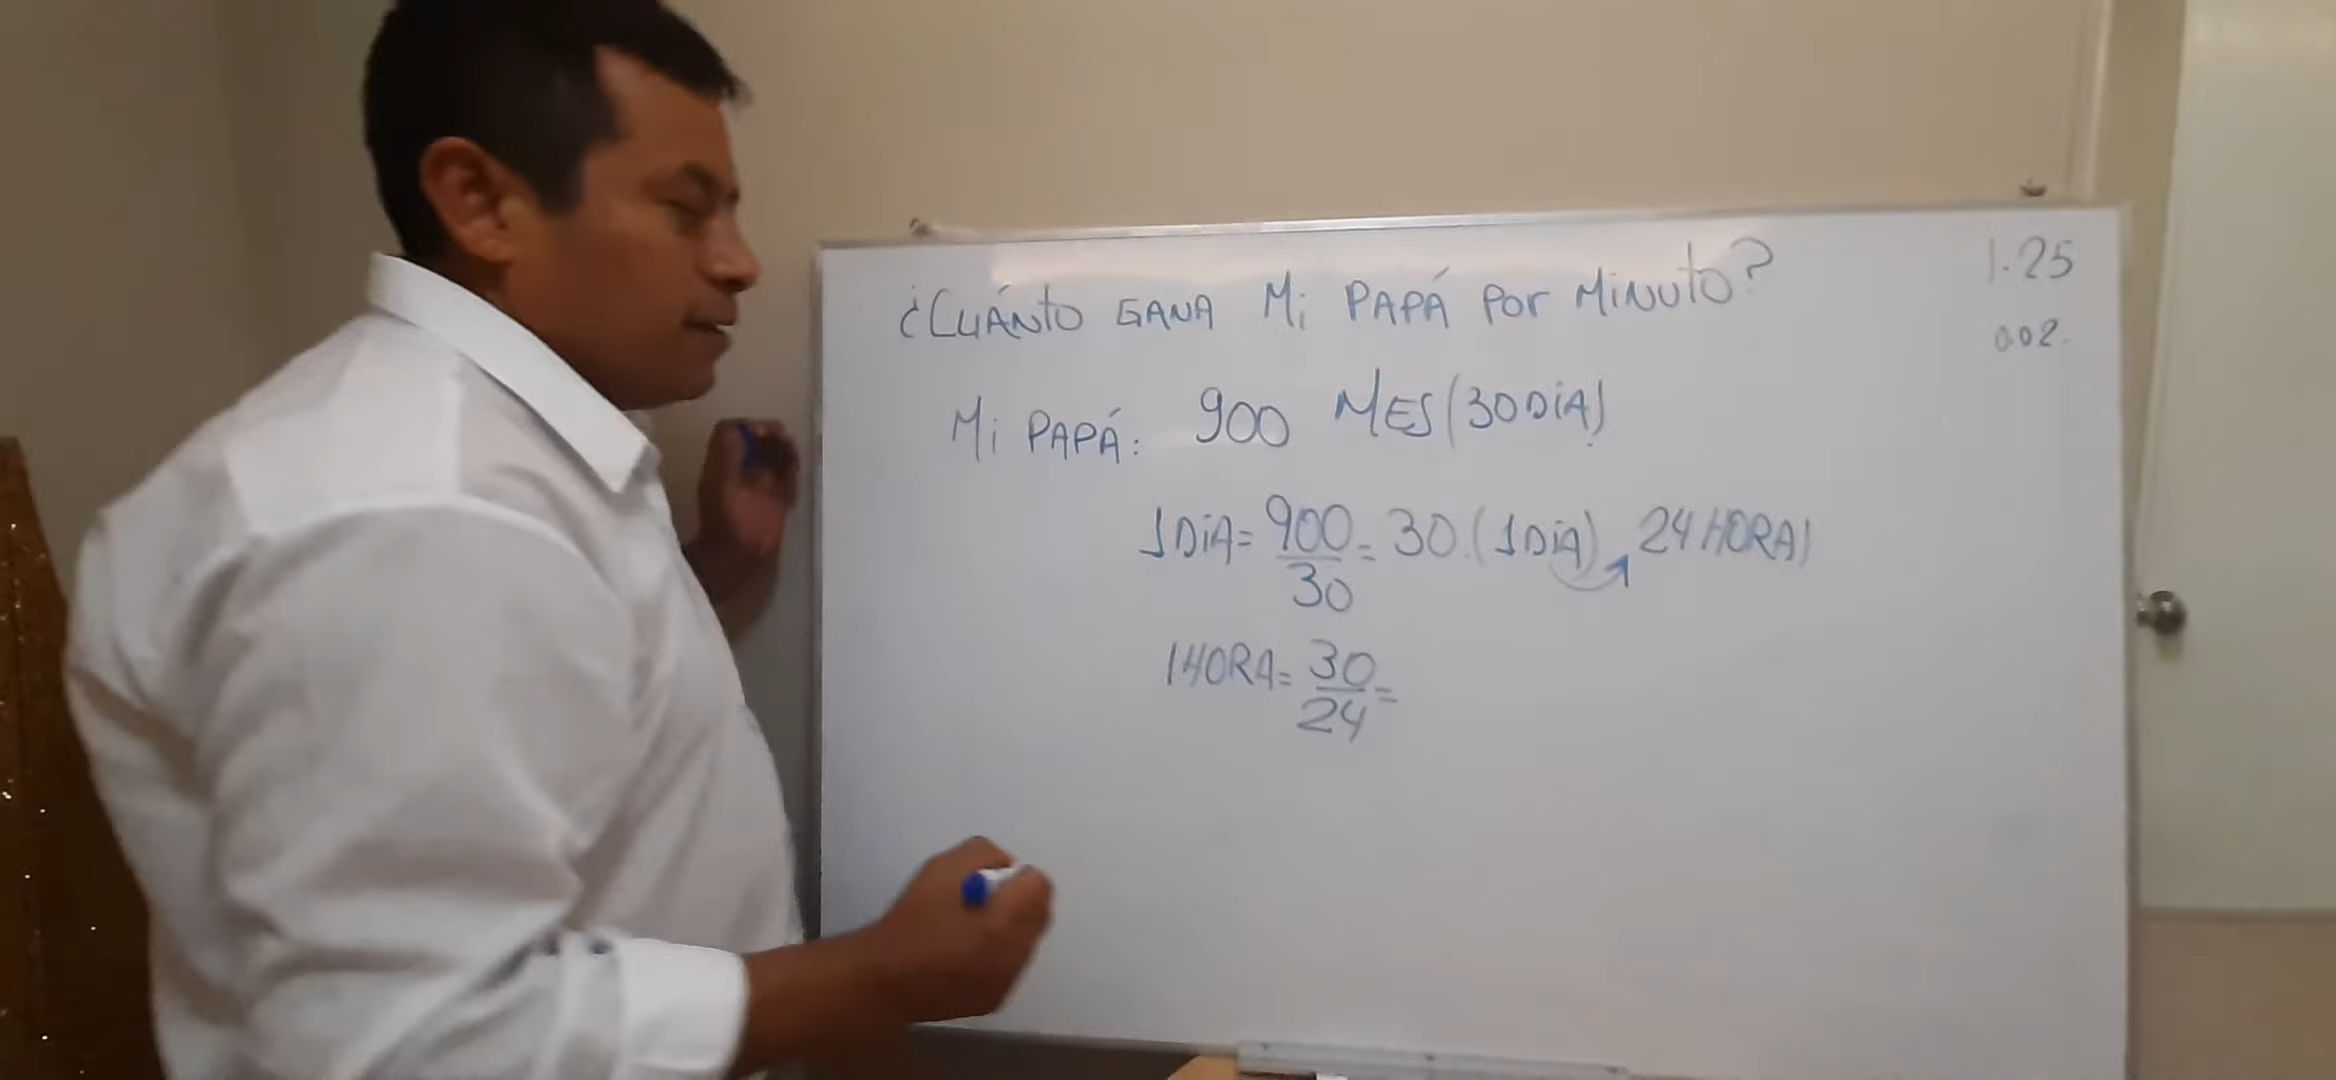 ¿CUÁNTO GANA Mi PAPÁ POR MiNUTO?
1.25
0.02.
Mi PAPÁ: 900 MES (30 DiA)
1 DiA = 900/30 = 30. (1 DiA) 24 HORAS
1 HORA = 30/24 =